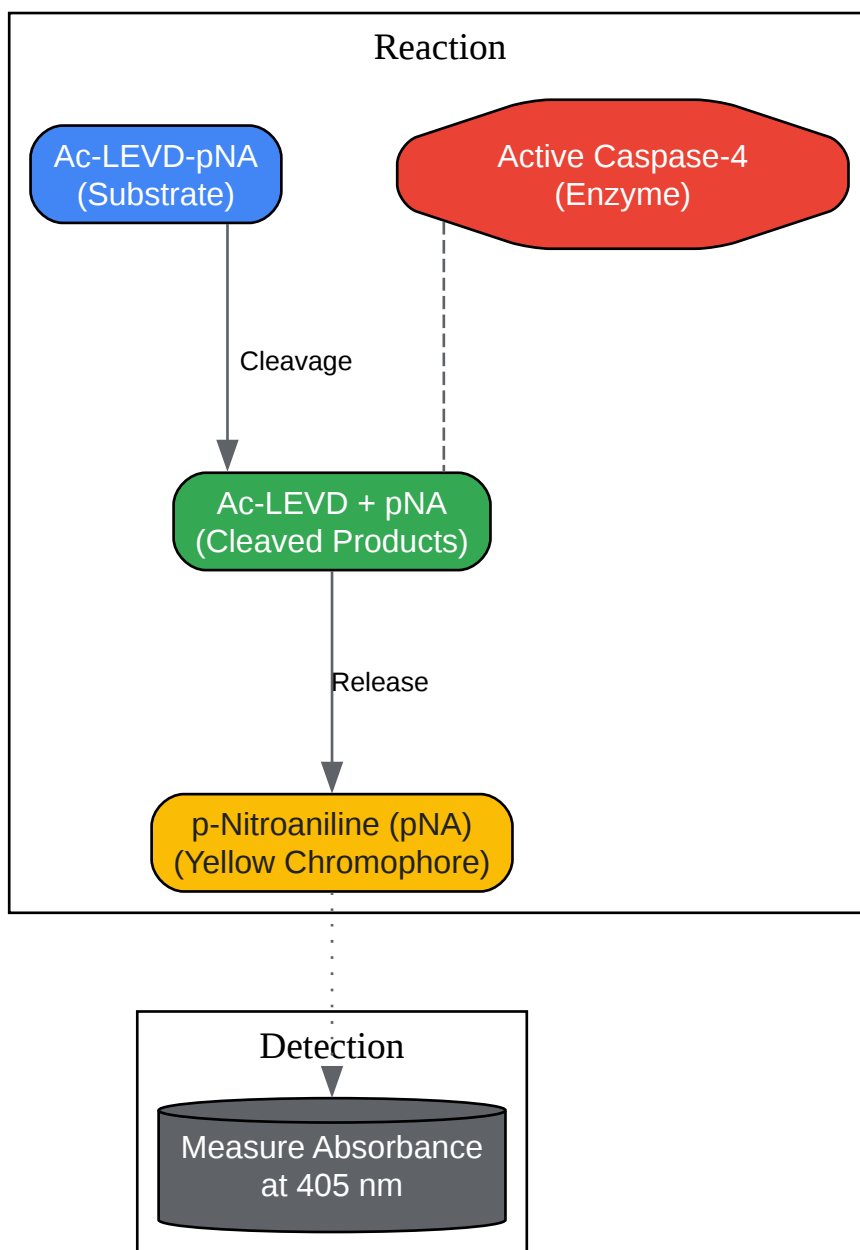 Reaction
Ac-LEVD-pNA
(Substrate)
Active Caspase-4
(Enzyme)
Cleavage
Ac-LEVD + pNA
(Cleaved Products)
Release
p-Nitroaniline (pNA)
(Yellow Chromophore)
Detection
Measure Absorbance
at 405 nm